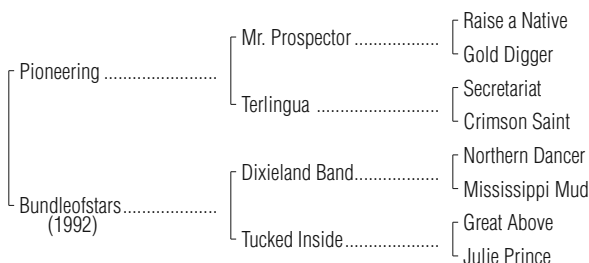 Raise a Native
Mr. Prospector ..................
Gold Digger
Pioneering ........................
Secretariat
Terlingua ..........................
Crimson Saint
Northern Dancer
Dixieland Band..................
Mississippi Mud
Bundleofstars....................
(1992)
Great Above
Tucked Inside....................
Julie Prince